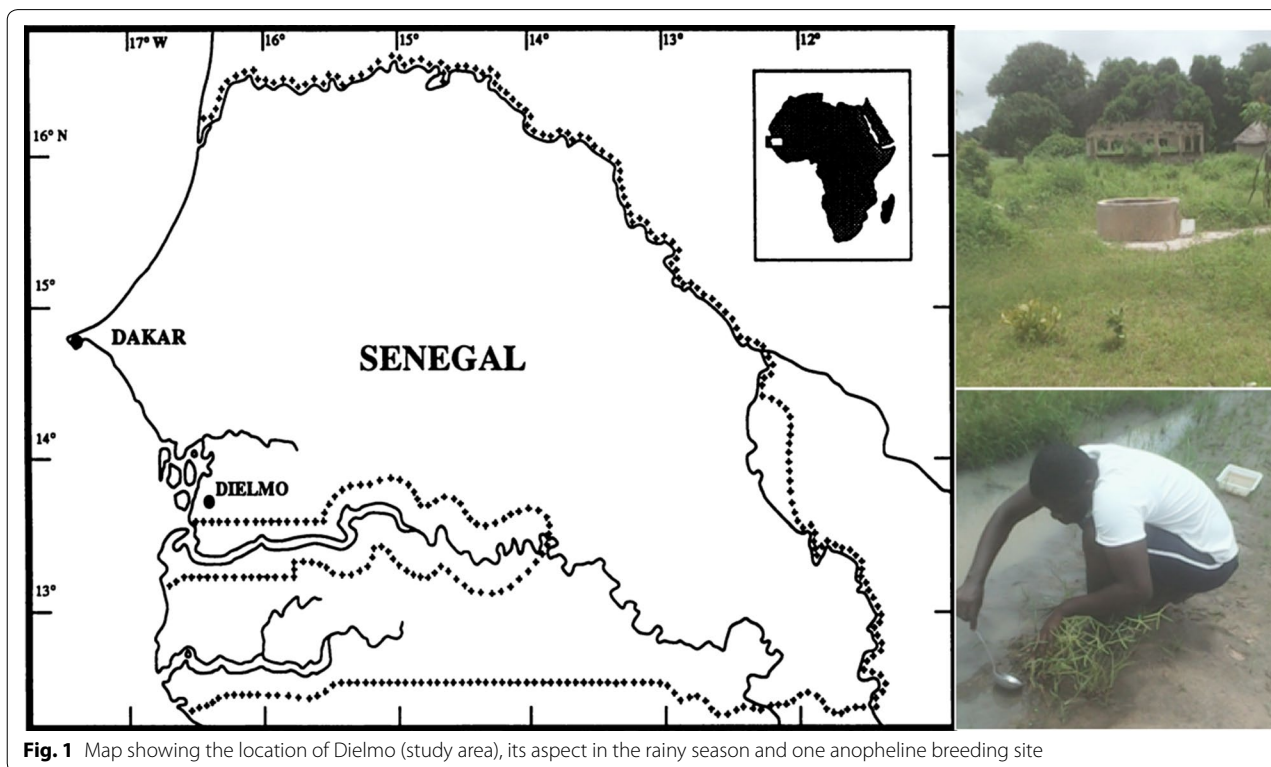 17° W 16° 15° 14° 13° 12°
16° N
15°
DAKAR
SENEGAL
14°
DIELMO
13°
Fig. 1 Map showing the location of Dielmo (study area), its aspect in the rainy season and one anopheline breeding site